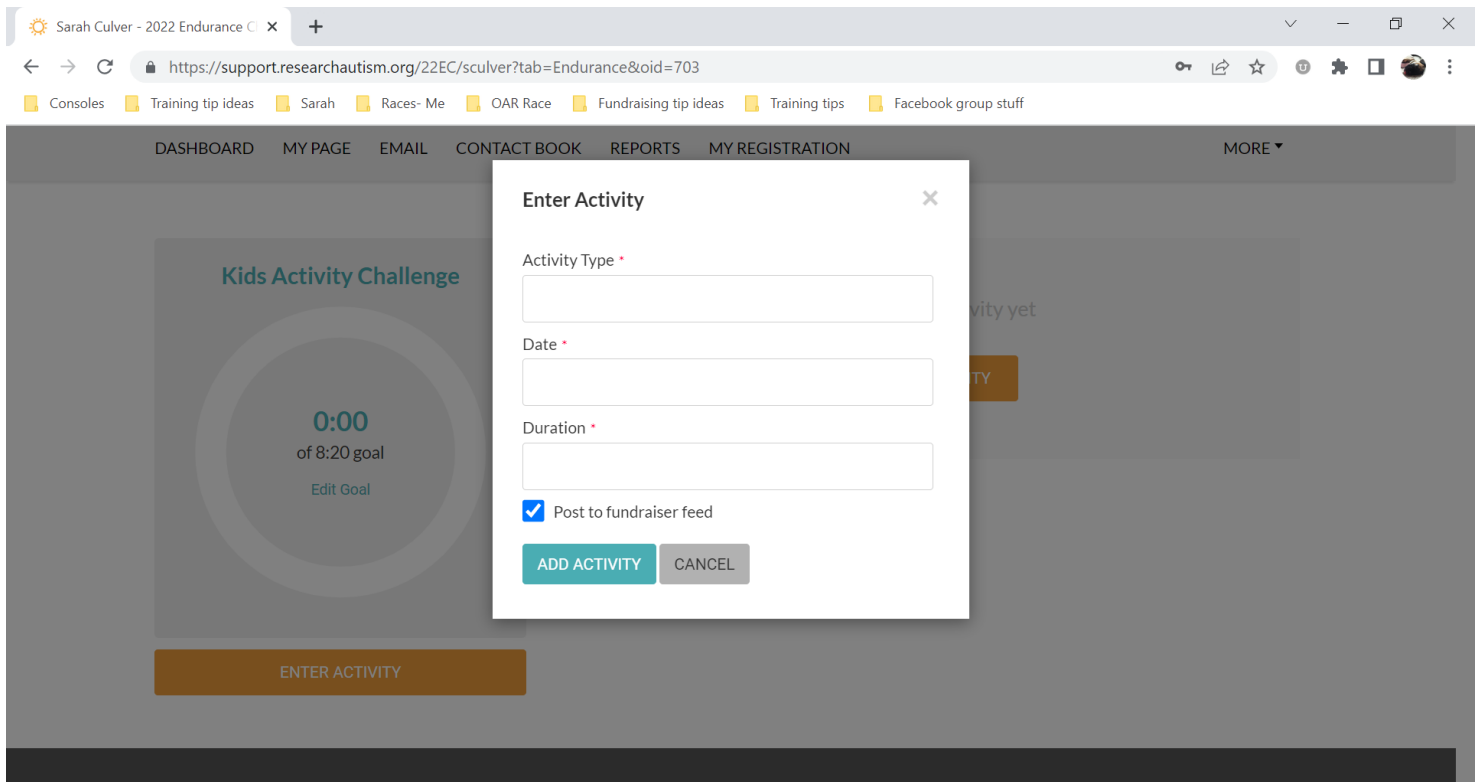 Sarah Culver - 2022 Endurance C
https://support.researchautism.org/22EC/sculver?tab=Endurance&oid=703
Consoles Training tip ideas Sarah Races- Me OAR Race Fundraising tip ideas Training tips Facebook group stuff
DASHBOARD MY PAGE EMAIL CONTACT BOOK REPORTS MY REGISTRATION MORE
Enter Activity
Activity Type *
Date *
Duration *
Post to fundraiser feed
ADD ACTIVITY CANCEL
Kids Activity Challenge
0:00
of 8:20 goal
Edit Goal
ENTER ACTIVITY
vity yet
ITY